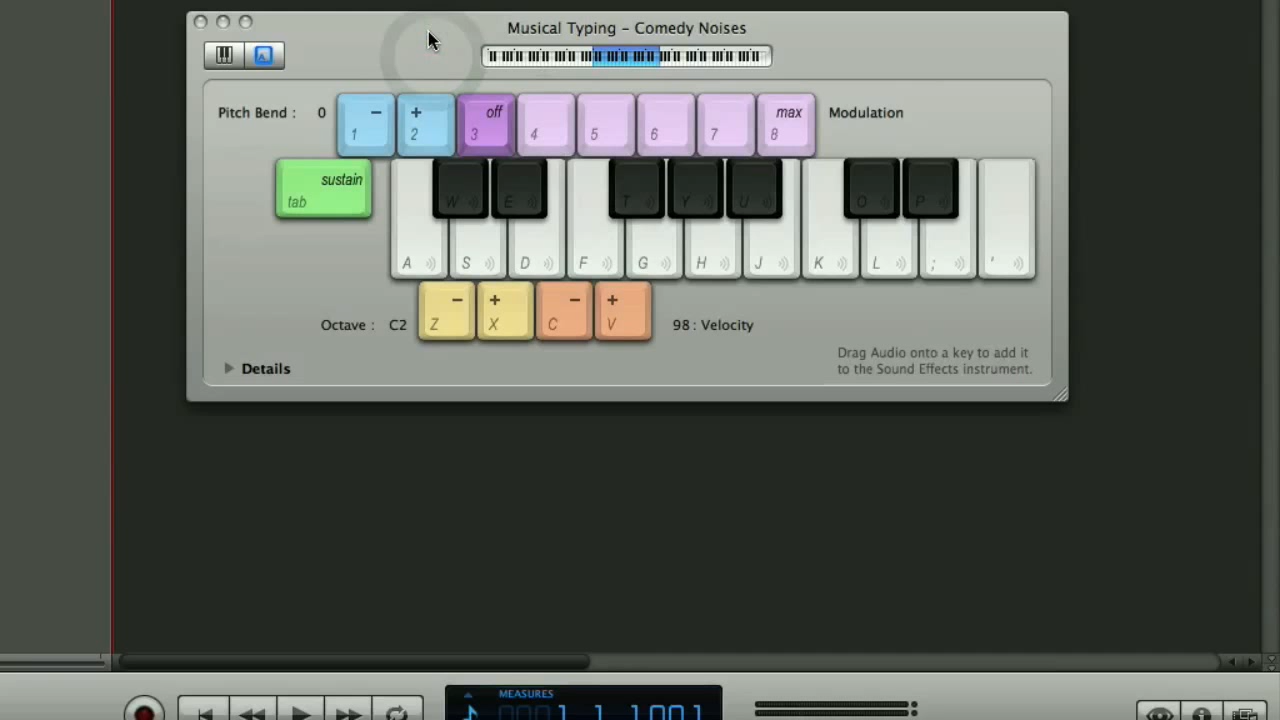 Musical Typing – Comedy Noises
Pitch Bend : 0
−
1
+
2
off
3
4
5
6
7
max
8
Modulation
sustain
tab
W E T Y U O P
A S D F G H J K L ; '
Octave : C2
−
Z
+
X
−
C
+
V
98 : Velocity
Drag Audio onto a key to add it
to the Sound Effects instrument.
Details
MEASURES